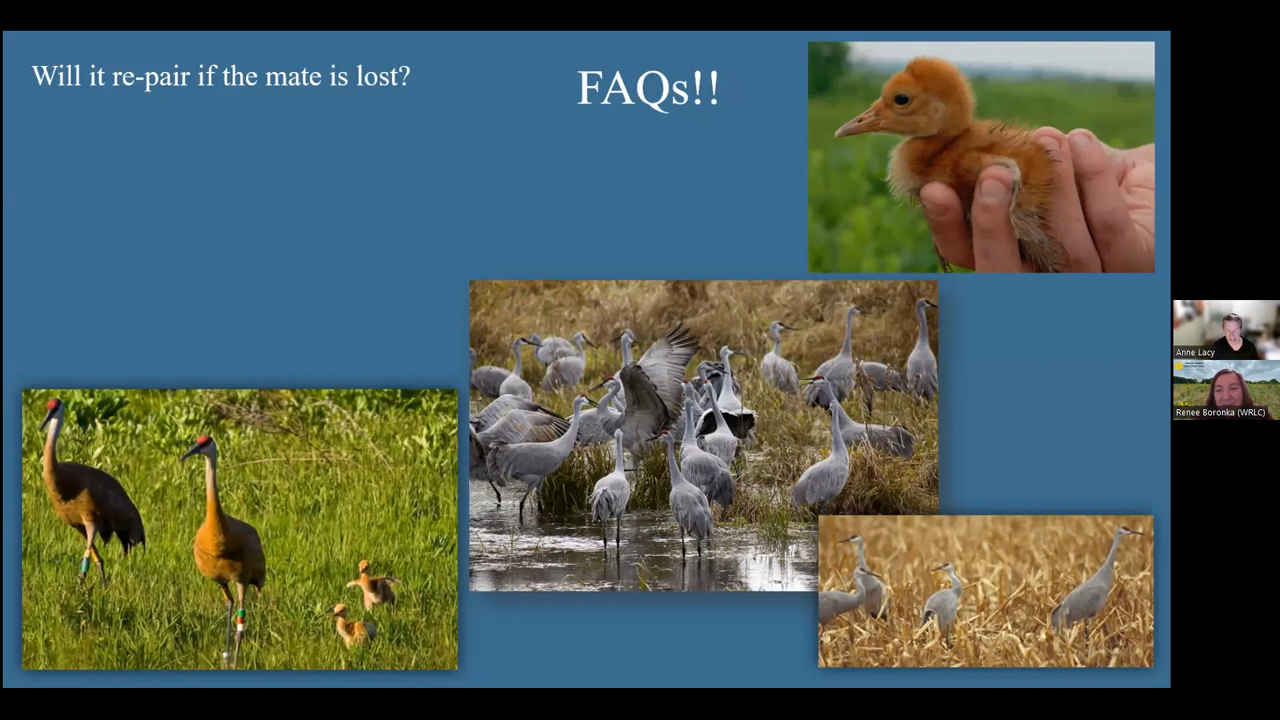 Will it re-pair if the mate is lost?
FAQs!!
Anne Lacy
Renee Boronka (WRLC)